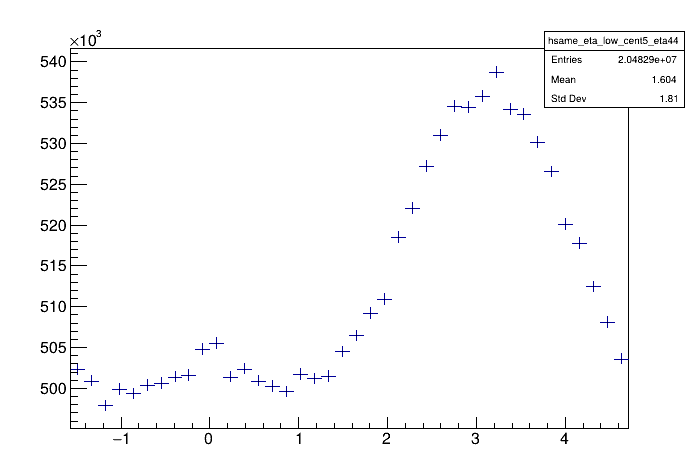 ×10³
hsame_eta_low_cent5_eta44
Entries 2.04829e+07
Mean 1.604
Std Dev 1.81
540
535
530
525
520
515
510
505
500
−1 0 1 2 3 4